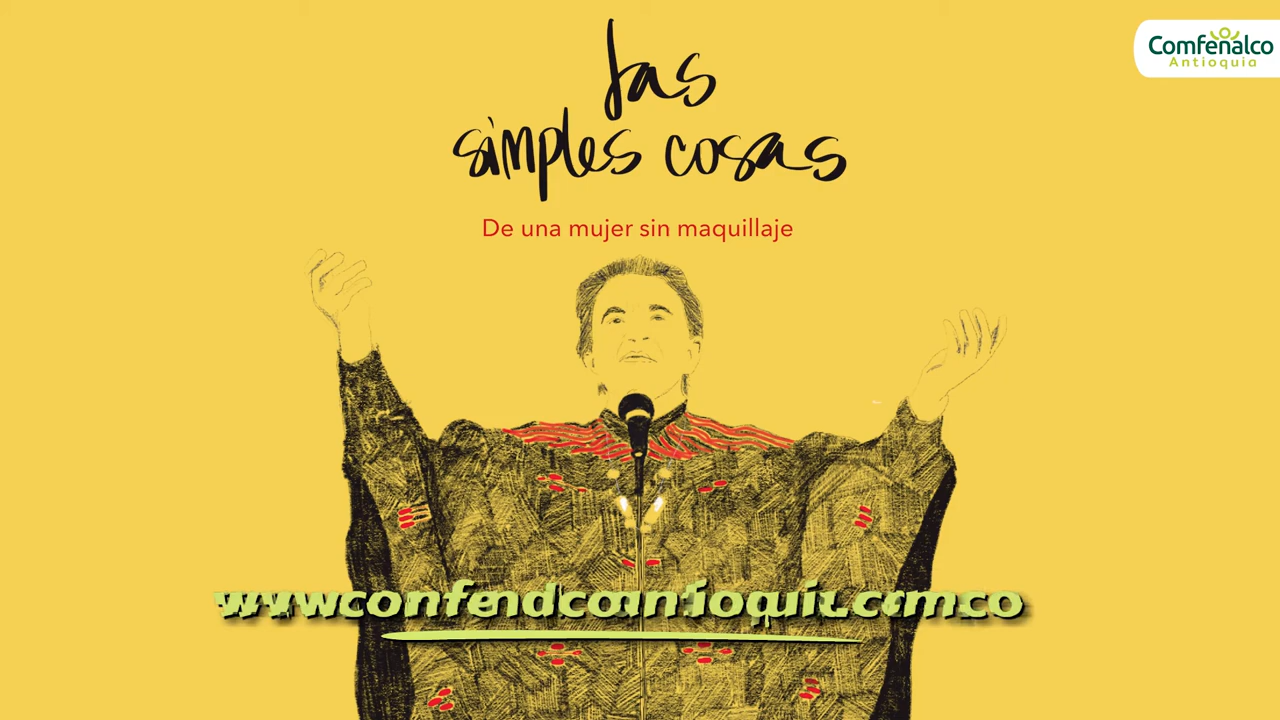 Las
simples cosas
De una mujer sin maquillaje
Comfenalco
Antioquia